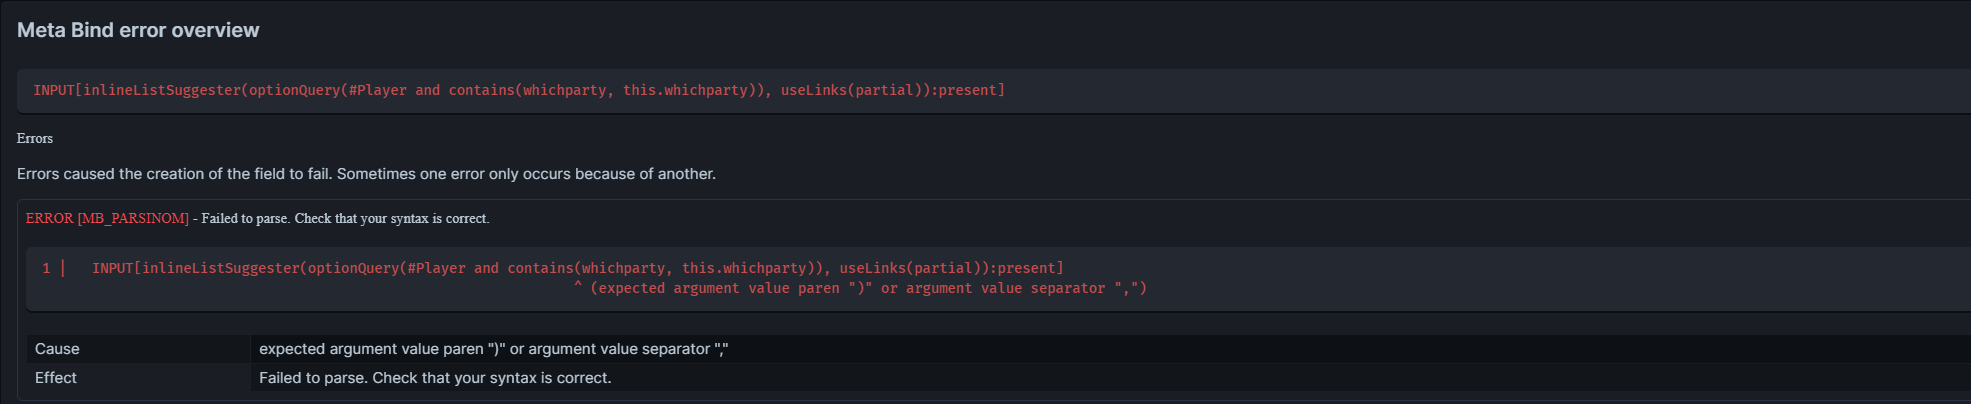 Meta Bind error overview
INPUT[inlineListSuggester(optionQuery(#Player and contains(whichparty, this.whichparty)), useLinks(partial)):present]
Errors
Errors caused the creation of the field to fail. Sometimes one error only occurs because of another.
ERROR [MB_PARSINOM] - Failed to parse. Check that your syntax is correct.
1 |   INPUT[inlineListSuggester(optionQuery(#Player and contains(whichparty, this.whichparty)), useLinks(partial)):present]
^ (expected argument value paren ")" or argument value separator ",")
Cause expected argument value paren ")" or argument value separator ","
Effect Failed to parse. Check that your syntax is correct.